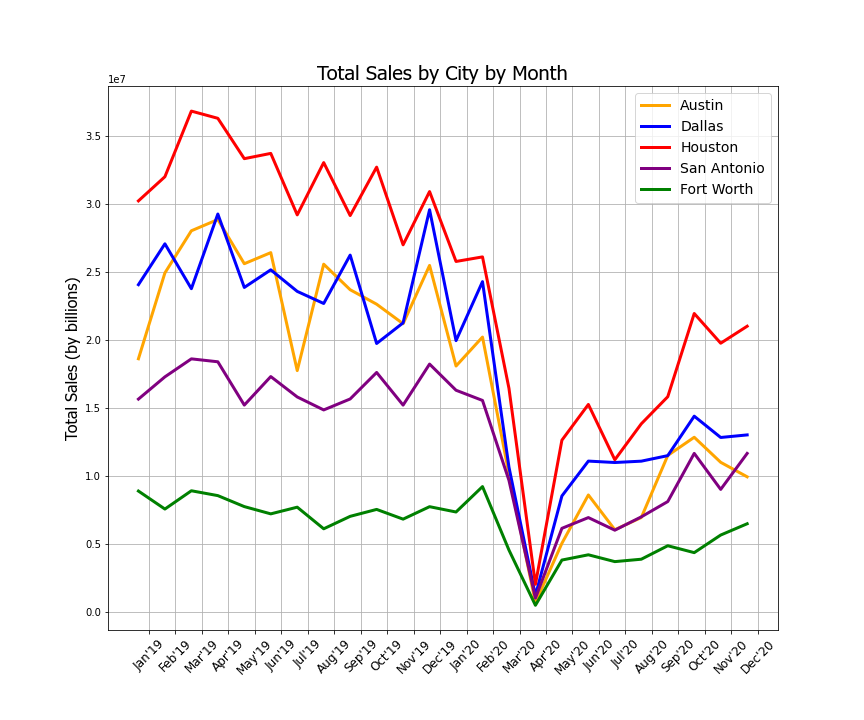 Total Sales by City by Month
1e7
Austin
Dallas
Houston
San Antonio
Fort Worth
3.5
3.0
2.5
2.0
1.5
1.0
0.5
0.0
Total Sales (by billions)
Jan'19
Feb'19
Mar'19
Apr'19
May'19
Jun'19
Jul'19
Aug'19
Sep'19
Oct'19
Nov'19
Dec'19
Jan'20
Feb'20
Mar'20
Apr'20
May'20
Jun'20
Jul'20
Aug'20
Sep'20
Oct'20
Nov'20
Dec'20